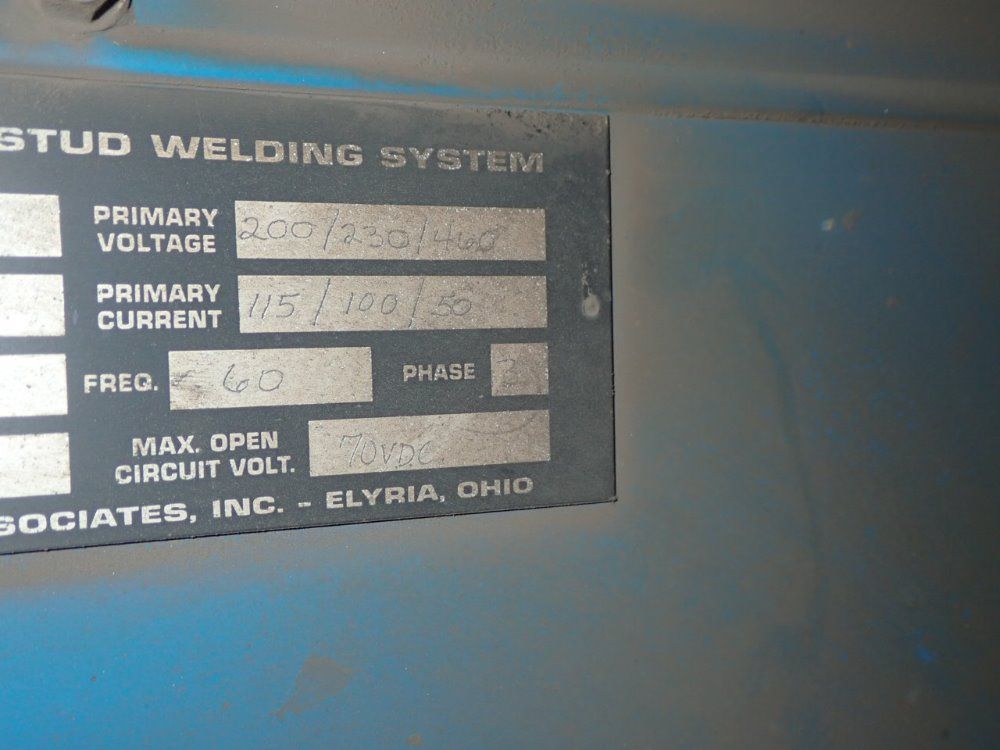 STUD WELDING SYSTEM
PRIMARY VOLTAGE 200/230/460
PRIMARY CURRENT 115/100/50
FREQ. 60 PHASE
MAX. OPEN CIRCUIT VOLT. 70VDC
SOCIATES, INC. - ELYRIA, OHIO